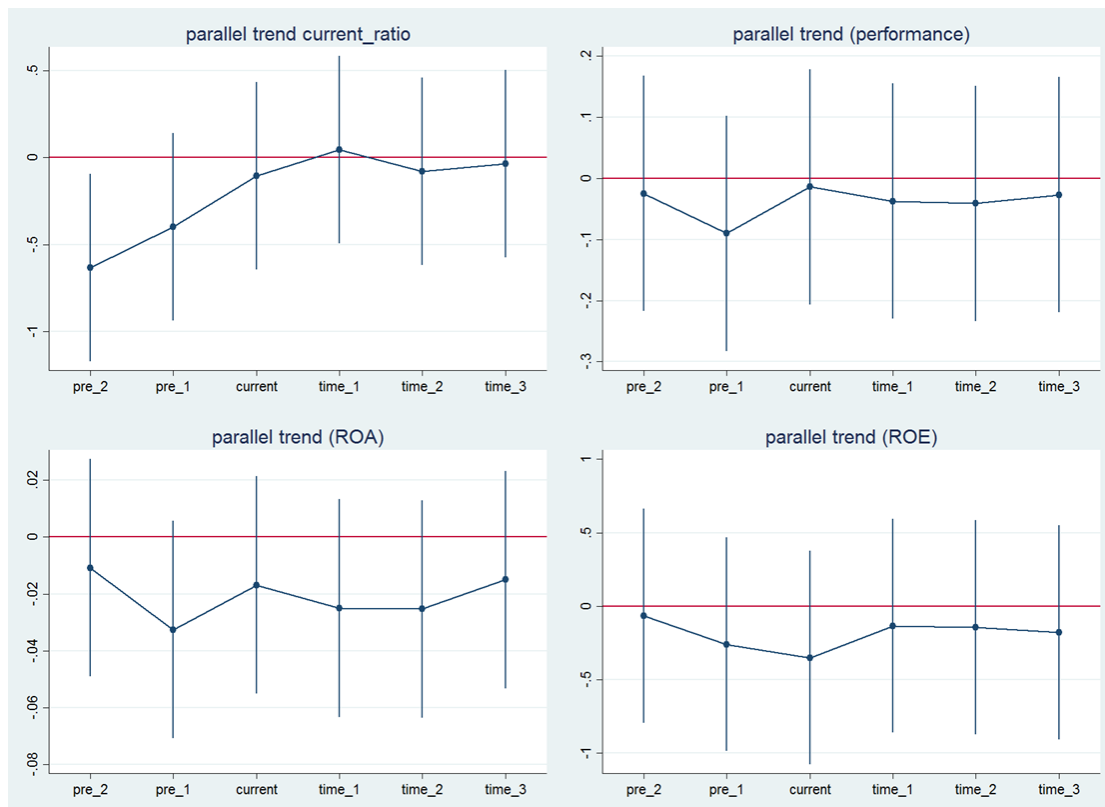 parallel trend current_ratio
.5
0
-.5
-1
pre_2 pre_1 current time_1 time_2 time_3
parallel trend (performance)
.2
.1
0
-.1
-.2
-.3
pre_2 pre_1 current time_1 time_2 time_3
parallel trend (ROA)
.02
0
-.02
-.04
-.06
-.08
pre_2 pre_1 current time_1 time_2 time_3
parallel trend (ROE)
1
.5
0
-.5
-1
pre_2 pre_1 current time_1 time_2 time_3